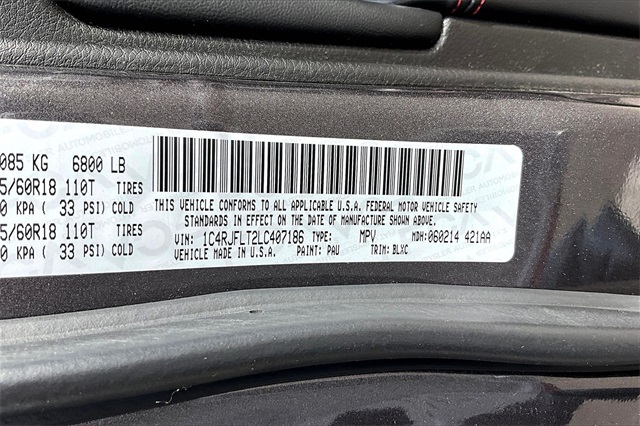 085 KG 6800 LB
5/60R18 110T TIRES
0 KPA ( 33 PSI) COLD
5/60R18 110T TIRES
0 KPA ( 33 PSI) COLD
THIS VEHICLE CONFORMS TO ALL APPLICABLE U.S.A. FEDERAL MOTOR VEHICLE SAFETY
STANDARDS IN EFFECT ON THE DATE OF MANUFACTURE SHOWN ABOVE.
VIN: 1C4RJFLT2LC407186 TYPE: MPV MDH: 060214 421AA
VEHICLE MADE IN U.S.A. PAINT: PAU TRIM: BLXC